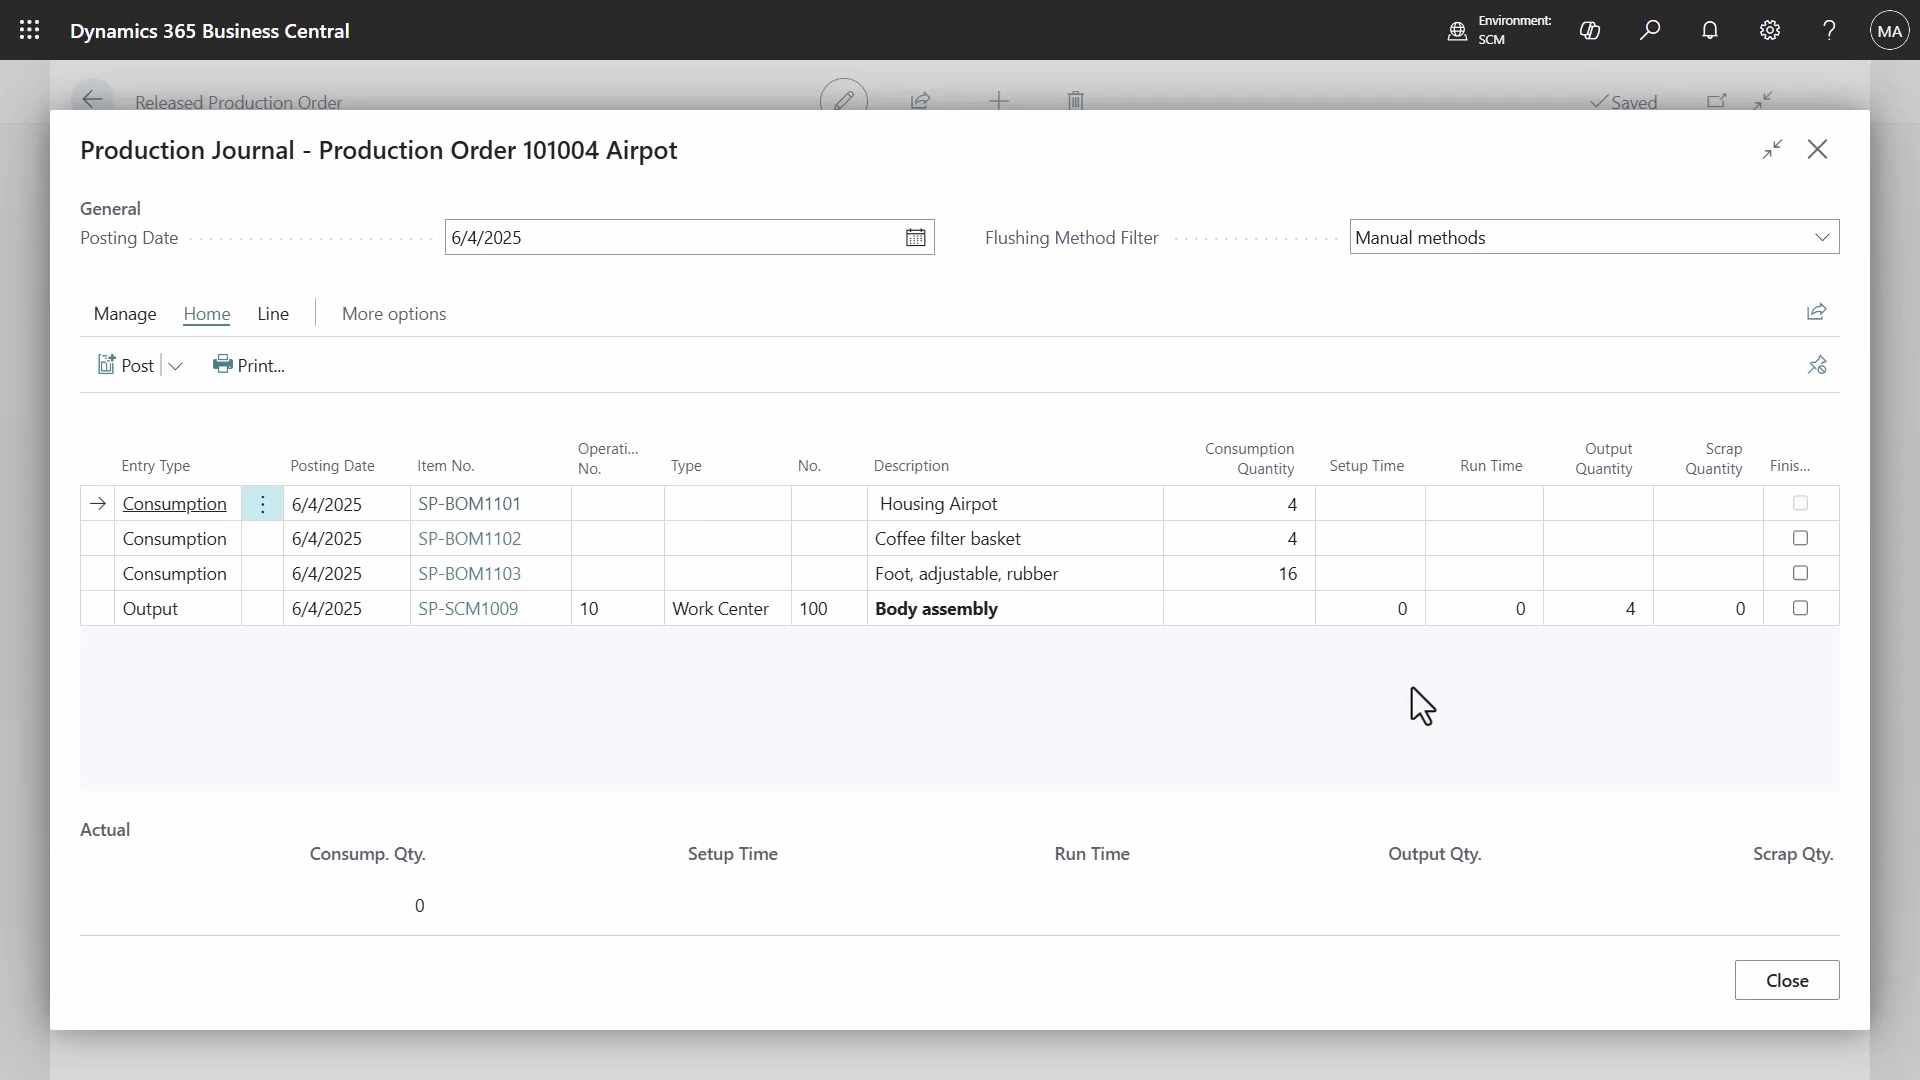 Dynamics 365 Business Central
Environment:
SCM
MA
Released Production Order
Saved
Production Journal - Production Order 101004 Airpot
General
Posting Date 6/4/2025
Flushing Method Filter Manual methods
Manage Home Line More options
Post Print...
Entry Type Posting Date Item No. Operati... No. Type No. Description Consumption Quantity Setup Time Run Time Output Quantity Scrap Quantity Finis...
Consumption 6/4/2025 SP-BOM1101 Housing Airpot 4
Consumption 6/4/2025 SP-BOM1102 Coffee filter basket 4
Consumption 6/4/2025 SP-BOM1103 Foot, adjustable, rubber 16
Output 6/4/2025 SP-SCM1009 10 Work Center 100 Body assembly 0 0 4 0
Actual
Consump. Qty. Setup Time Run Time Output Qty. Scrap Qty.
0
Close